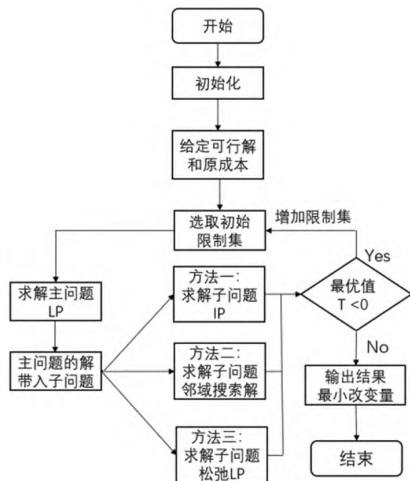 开始
初始化
给定可行解
和原成本
选取初始
限制集
增加限制集
Yes
求解主问题
LP
方法一：
求解子问题
IP
最优值
T <0
主问题的解
带入子问题
方法二：
求解子问题
邻域搜索解
No
输出结果
最小改变量
方法三：
求解子问题
松弛LP
结束